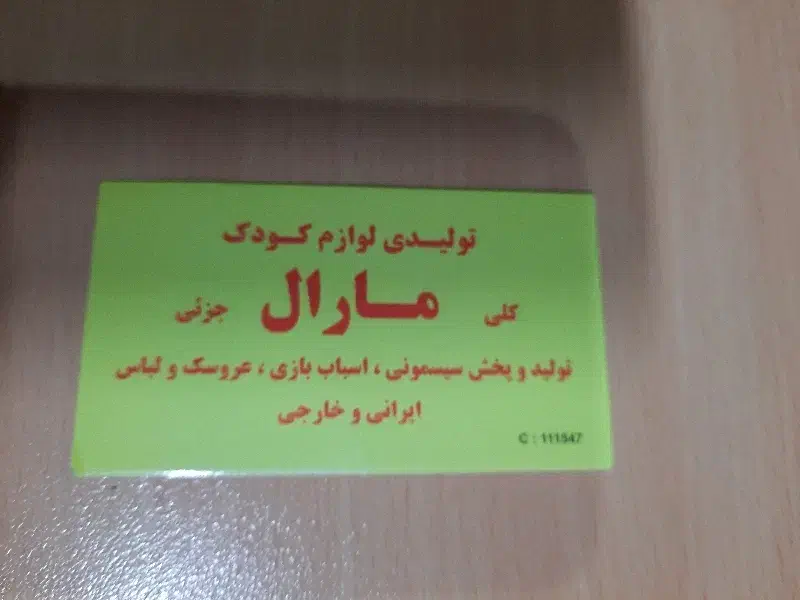 تولیدی لوازم کودک
کلی مارال جزئی
تولید و پخش سیسمونی ، اسباب بازی ، عروسک و لباس
ایرانی و خارجی
C : 111547